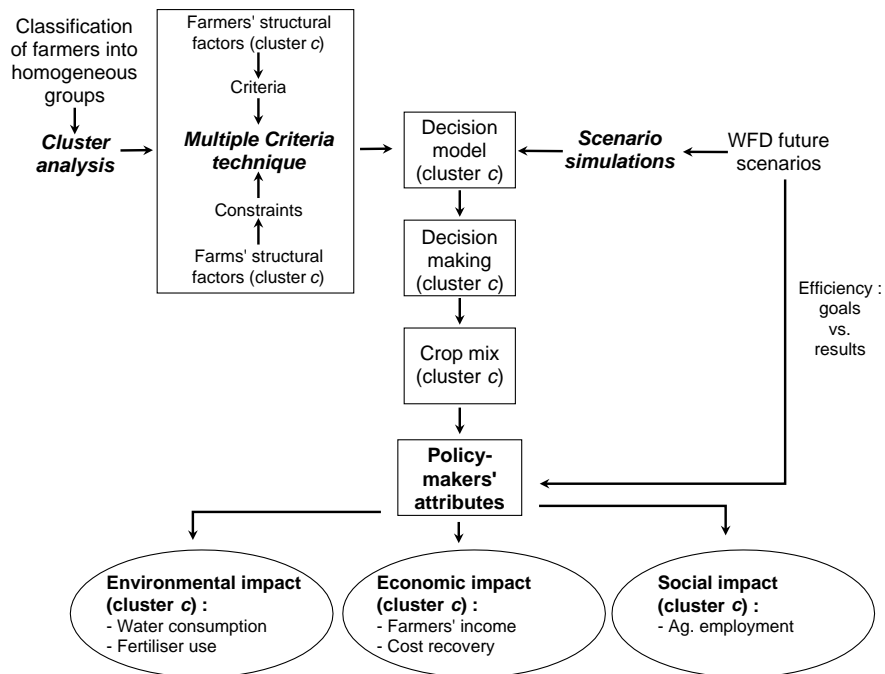 Classification
of farmers into
homogeneous
groups
Cluster
analysis
Farmers' structural
factors (cluster c)
Criteria
Multiple Criteria
technique
Constraints
Farms' structural
factors (cluster c)
Decision
model
(cluster c)
Scenario
simulations
WFD future
scenarios
Decision
making
(cluster c)
Efficiency :
goals
vs.
results
Crop mix
(cluster c)
Policy-
makers'
attributes
Environmental impact
(cluster c) :
- Water consumption
- Fertiliser use
Economic impact
(cluster c) :
- Farmers' income
- Cost recovery
Social impact
(cluster c) :
- Ag. employment